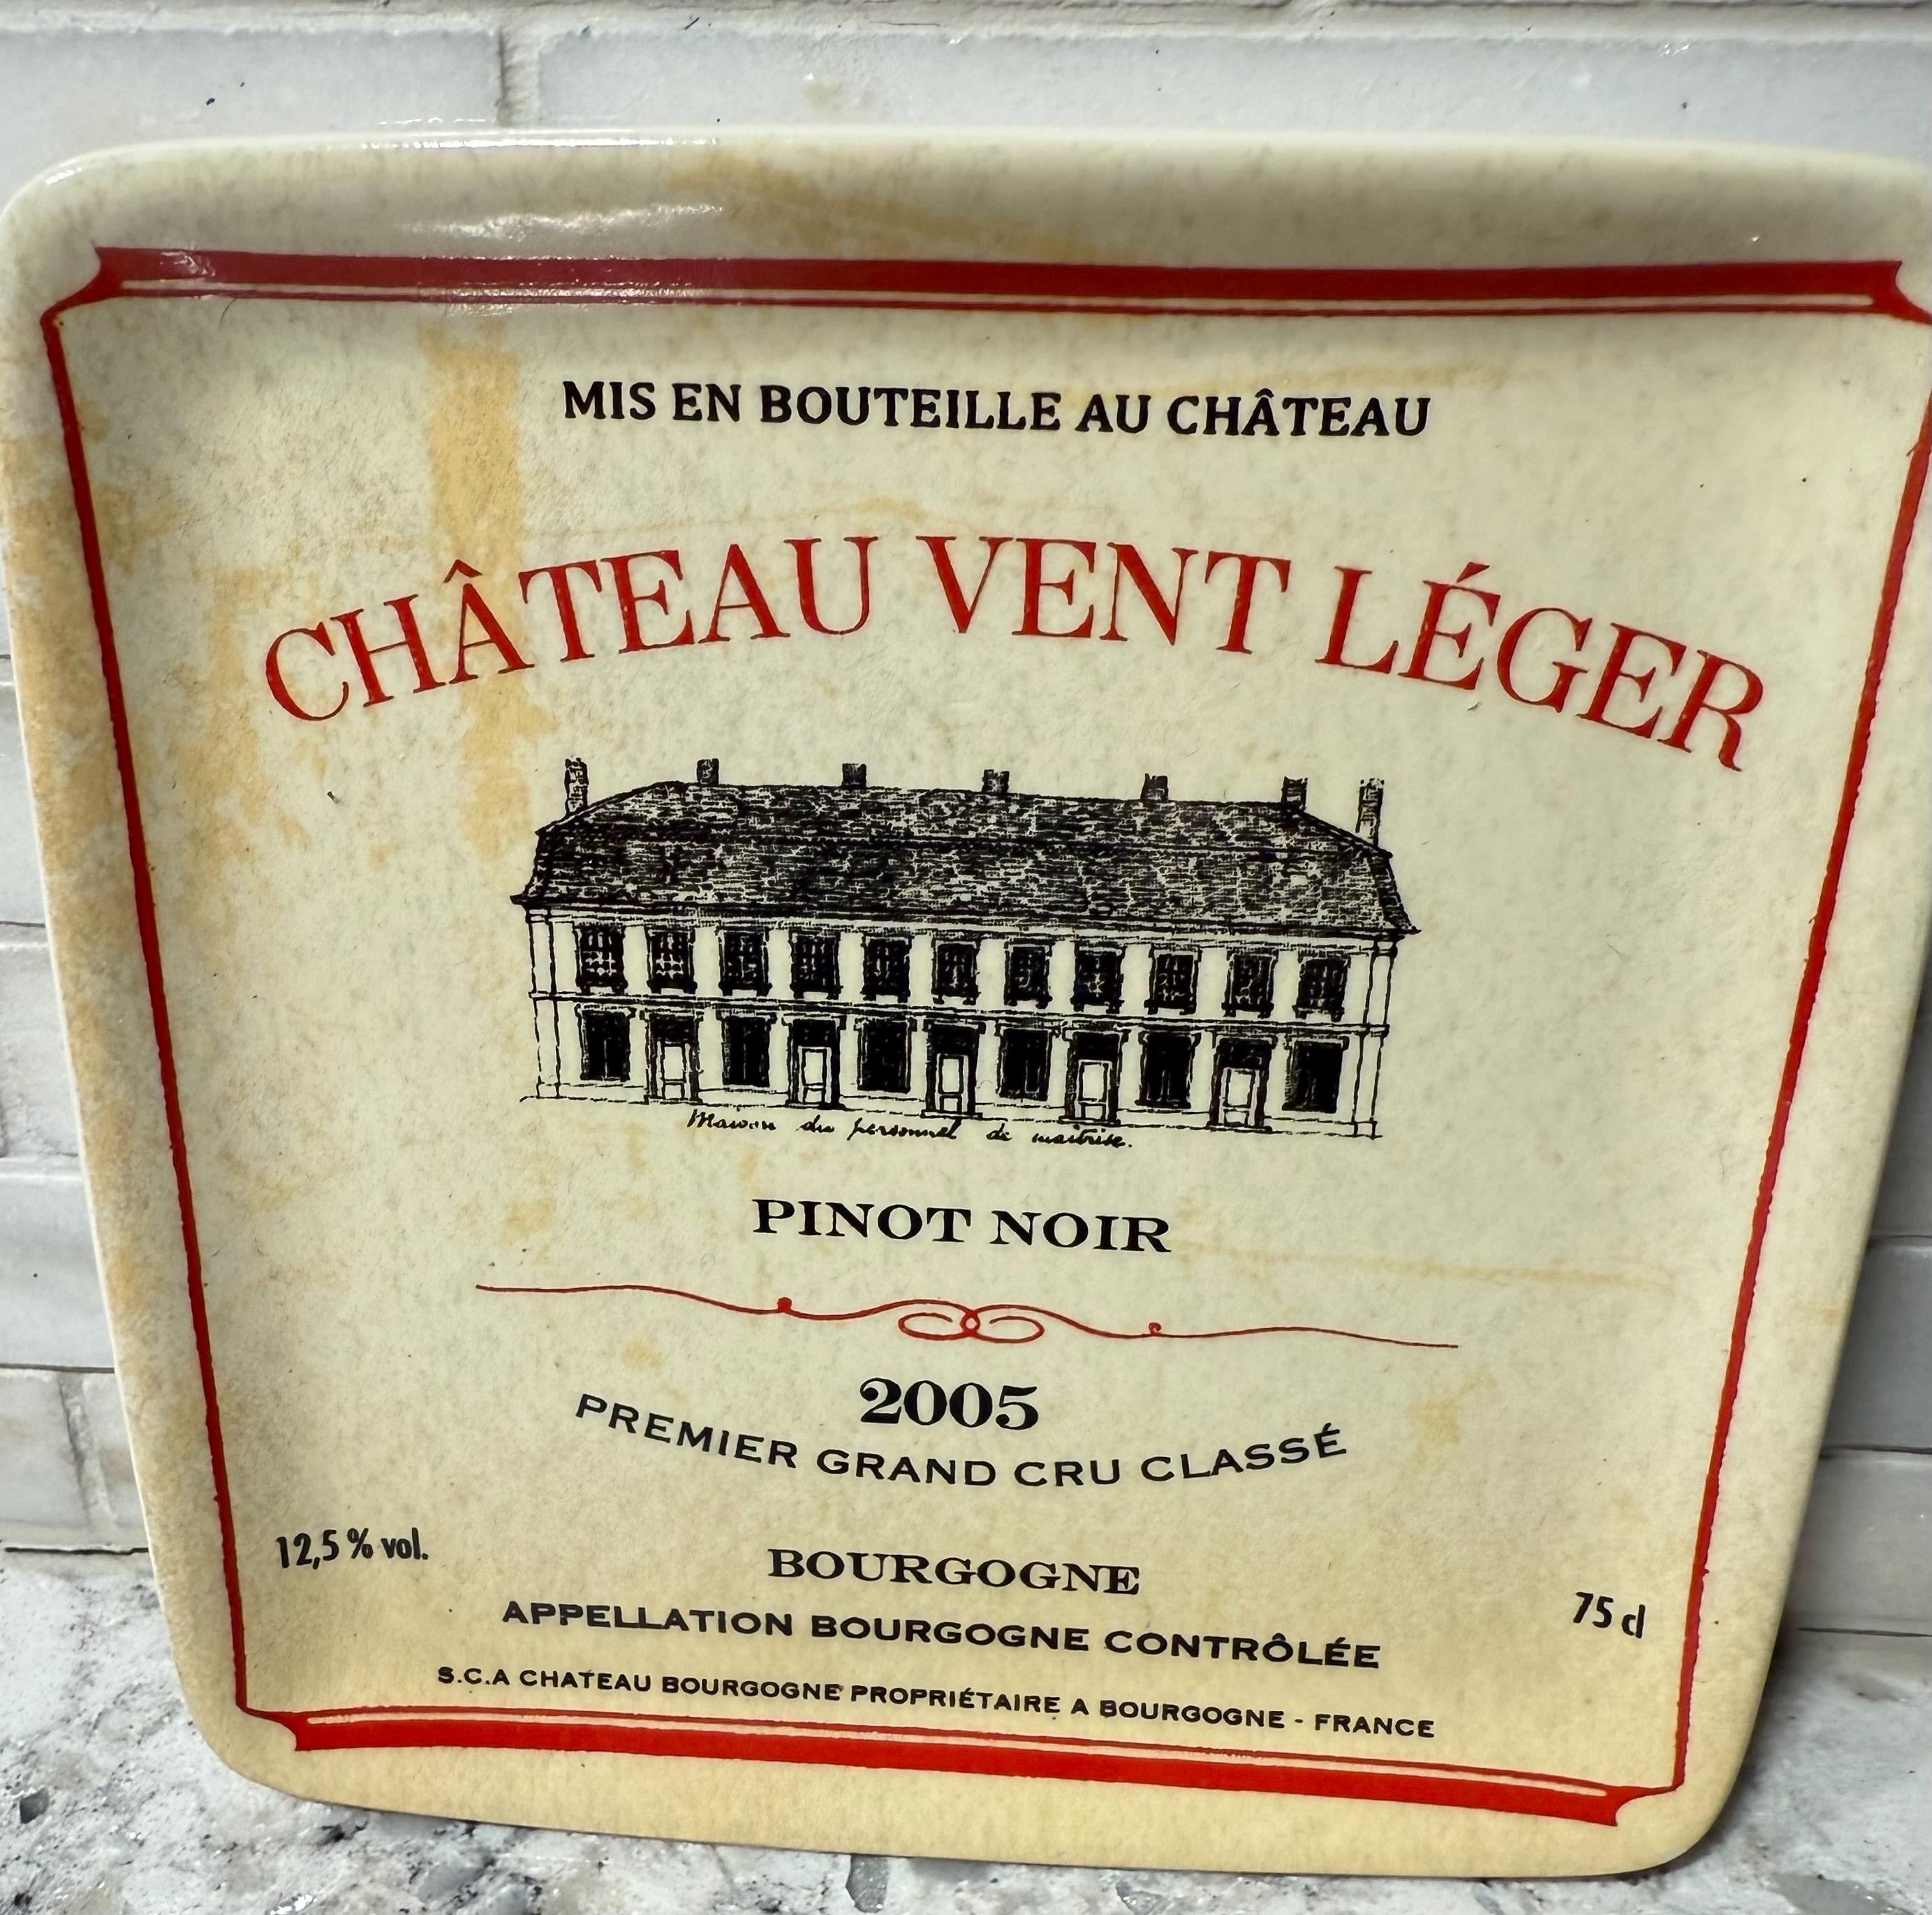 MIS EN BOUTEILLE AU CHÂTEAU
CHÂTEAU VENT LÉGER
Maison du personnel de maîtrise.
PINOT NOIR
2005
PREMIER GRAND CRU CLASSÉ
12,5 % vol.
BOURGOGNE
75 cl
APPELLATION BOURGOGNE CONTRÔLÉE
S.C.A CHATEAU BOURGOGNE PROPRIÉTAIRE A BOURGOGNE - FRANCE